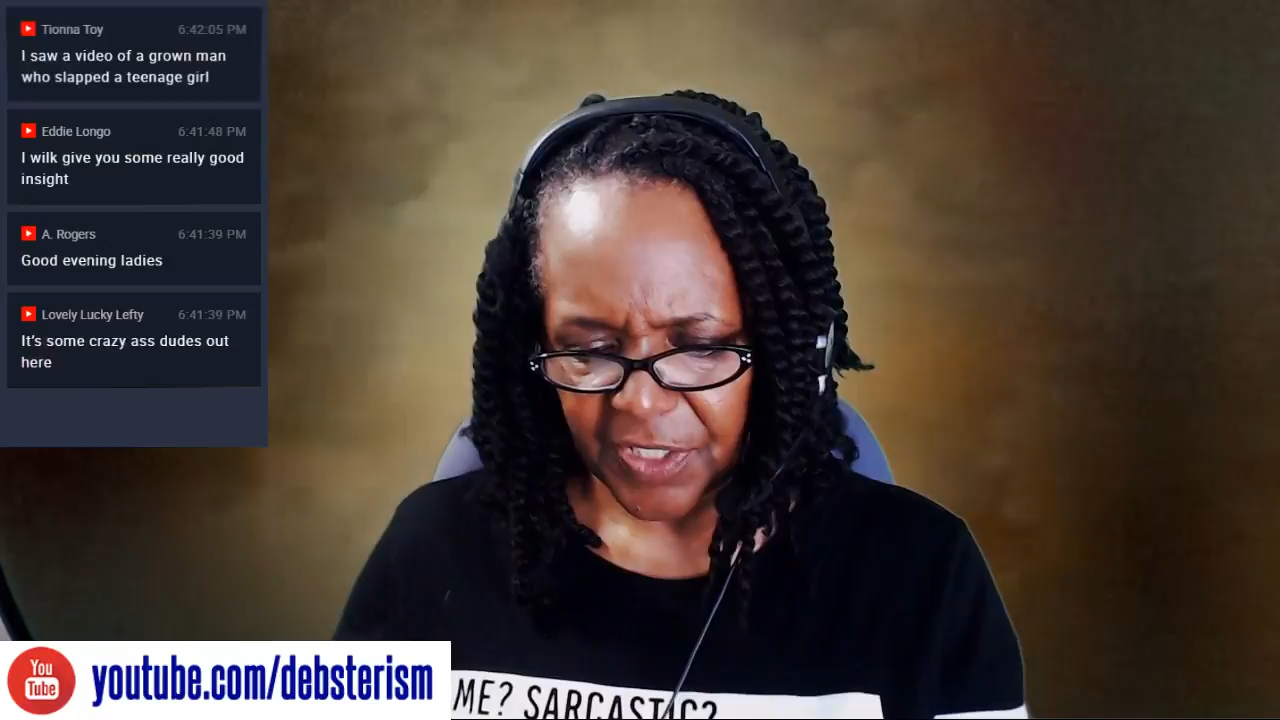 Tionna Toy 6:42:05 PM
I saw a video of a grown man
who slapped a teenage girl
Eddie Longo 6:41:48 PM
I wilk give you some really good
insight
A. Rogers 6:41:39 PM
Good evening ladies
Lovely Lucky Lefty 6:41:39 PM
It's some crazy ass dudes out
here
You
Tube
youtube.com/debsterism
ME? SARCASTIC?